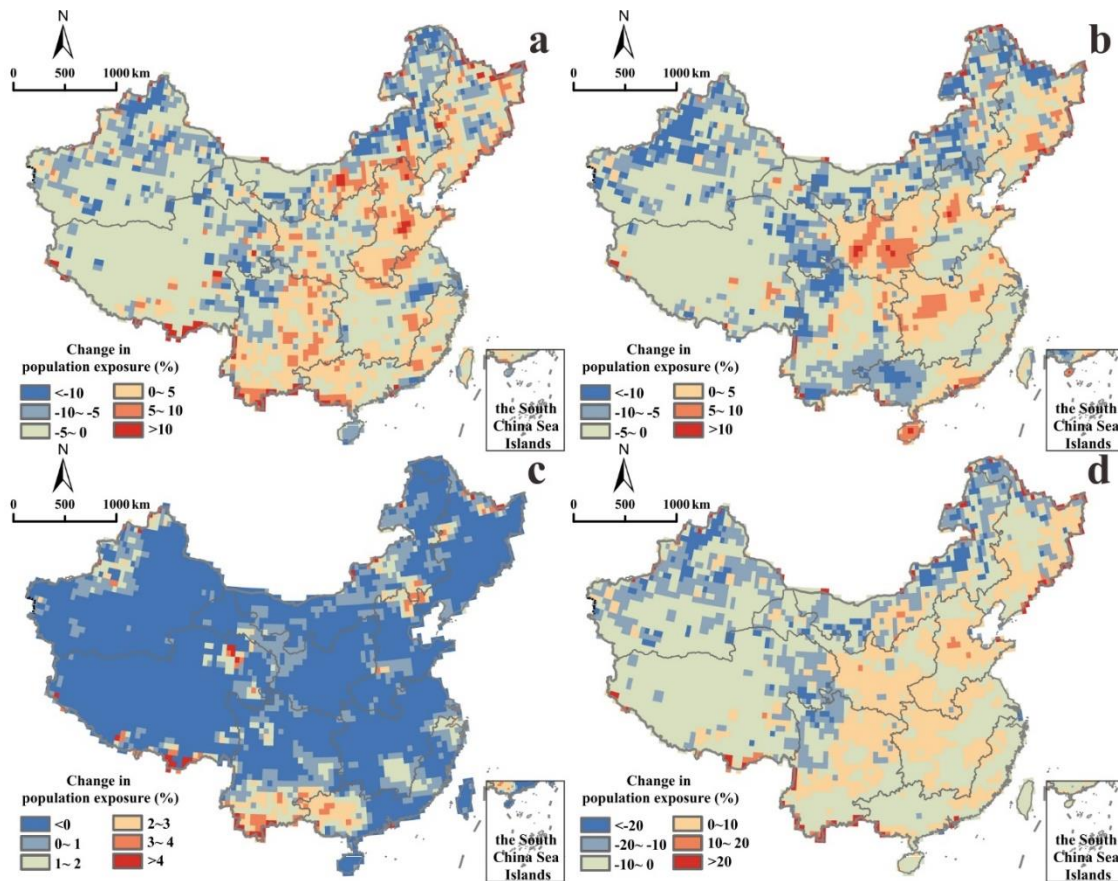 a
N
0 500 1000 km
Change in
population exposure (%)
<-10 0~ 5
-10~ -5 5~ 10
-5~ 0 >10
the South
China Sea
Islands
b
N
0 500 1000 km
Change in
population exposure (%)
<-10 0~ 5
-10~ -5 5~ 10
-5~ 0 >10
the South
China Sea
Islands
c
N
0 500 1000 km
Change in
population exposure (%)
<0 2~3
0~ 1 3~ 4
1~ 2 >4
the South
China Sea
Islands
d
N
0 500 1000 km
Change in
population exposure (%)
<-20 0~10
-20~ -10 10~ 20
-10~ 0 >20
the South
China Sea
Islands